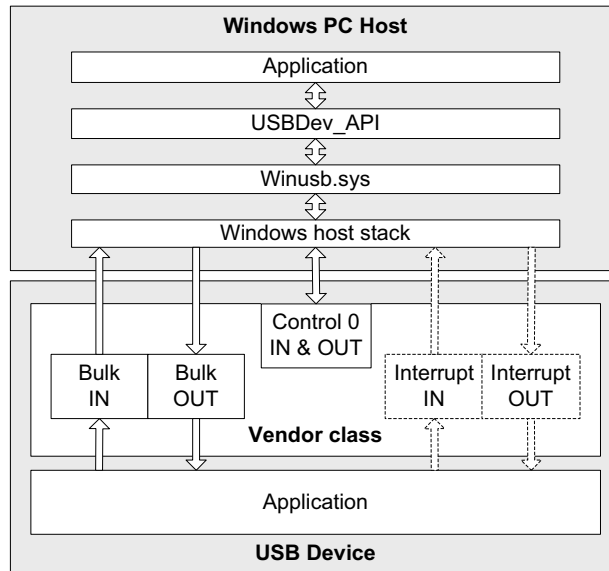 Windows PC Host
Application
USBDev_API
Winusb.sys
Windows host stack
Control 0
IN & OUT
Bulk
IN
Bulk
OUT
Interrupt
IN
Interrupt
OUT
Vendor class
Application
USB Device